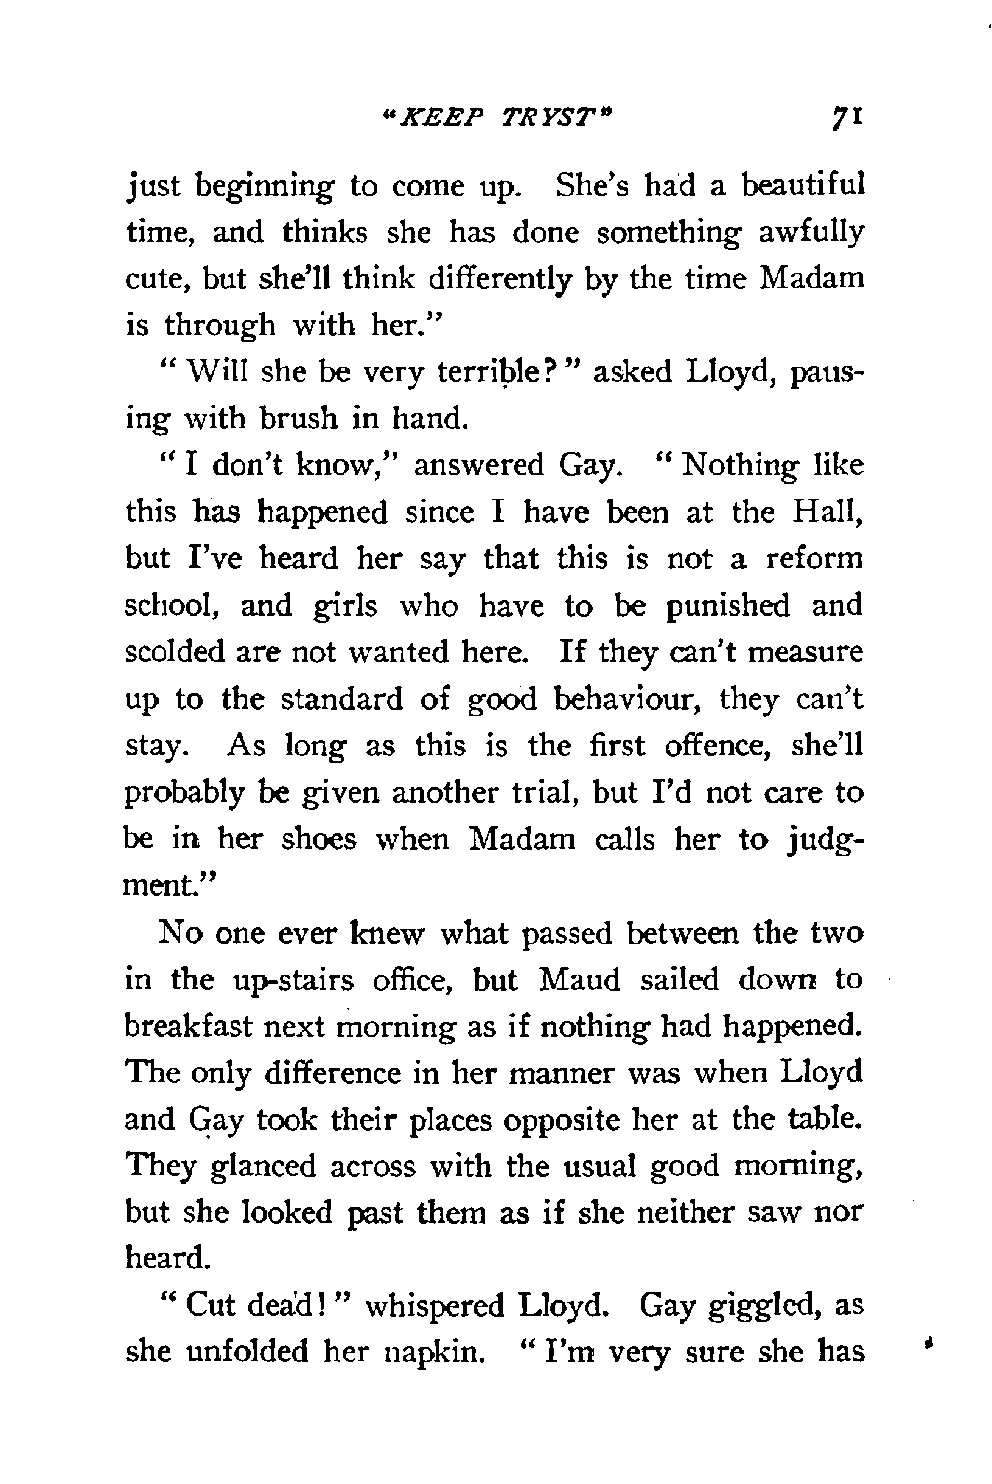 "KEEP TRYST" 71
just beginning to come up. She's had a beautiful
time, and thinks she has done something awfully
cute, but she'll think differently by the time Madam
is through with her."
" Will she be very terrible? " asked Lloyd, paus-
ing with brush in hand.
" I don't know," answered Gay. " Nothing like
this has happened since I have been at the Hall,
but I've heard her say that this is not a reform
school, and girls who have to be punished and
scolded are not wanted here. If they can't measure
up to the standard of good behaviour, they can't
stay. As long as this is the first offence, she'll
probably be given another trial, but I'd not care to
be in her shoes when Madam calls her to judg-
ment."
No one ever knew what passed between the two
in the up-stairs office, but Maud sailed down to
breakfast next morning as if nothing had happened.
The only difference in her manner was when Lloyd
and Gay took their places opposite her at the table.
They glanced across with the usual good morning,
but she looked past them as if she neither saw nor
heard.
" Cut dead! " whispered Lloyd. Gay giggled, as
she unfolded her napkin. " I'm very sure she has